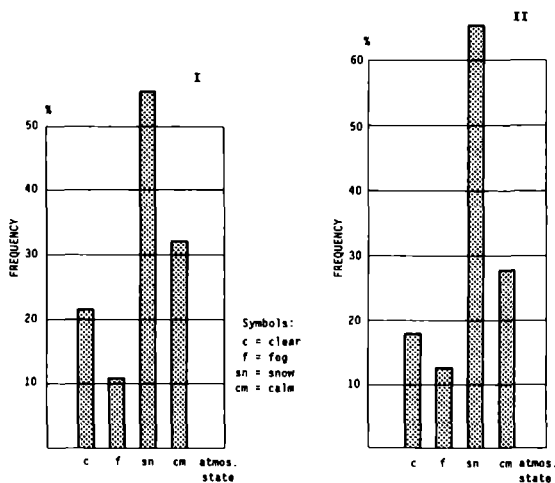 I
%
50
40
30
20
10
FREQUENCY
c f sn cm atmos.
state
Symbols:
c = clear
f = fog
sn = snow
cm = calm
II
%
60
50
40
30
20
10
FREQUENCY
c f sn cm atmos.
state